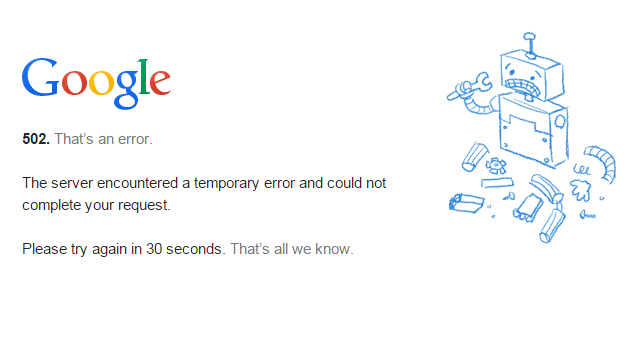 Google
502. That’s an error.
The server encountered a temporary error and could not
complete your request.
Please try again in 30 seconds. That’s all we know.